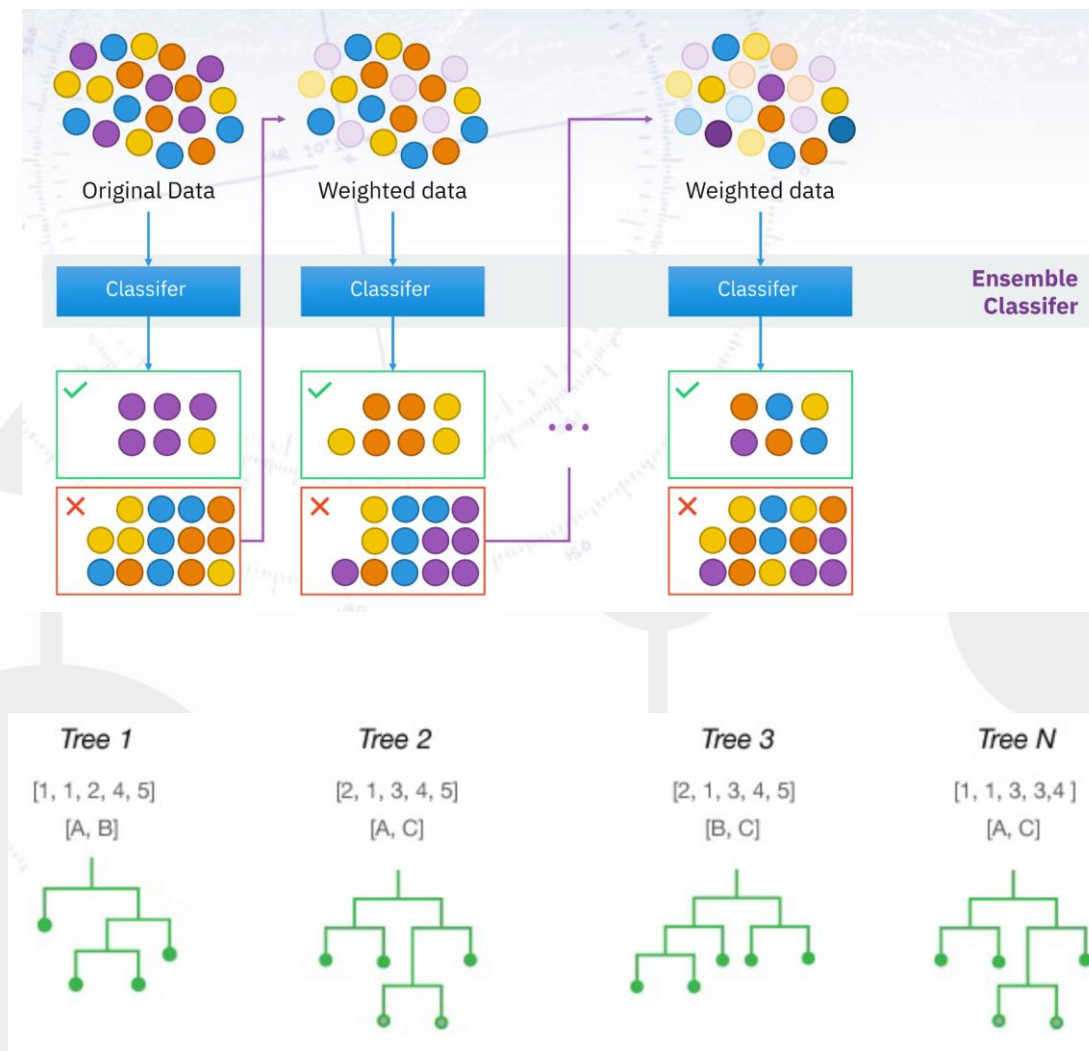 Original Data
Weighted data
Weighted data
Classifer
Classifer
Classifer
Ensemble
Classifer
...
Tree 1
Tree 2
Tree 3
Tree N
[1, 1, 2, 4, 5]
[2, 1, 3, 4, 5]
[2, 1, 3, 4, 5]
[1, 1, 3, 3,4 ]
[A, B]
[A, C]
[B, C]
[A, C]